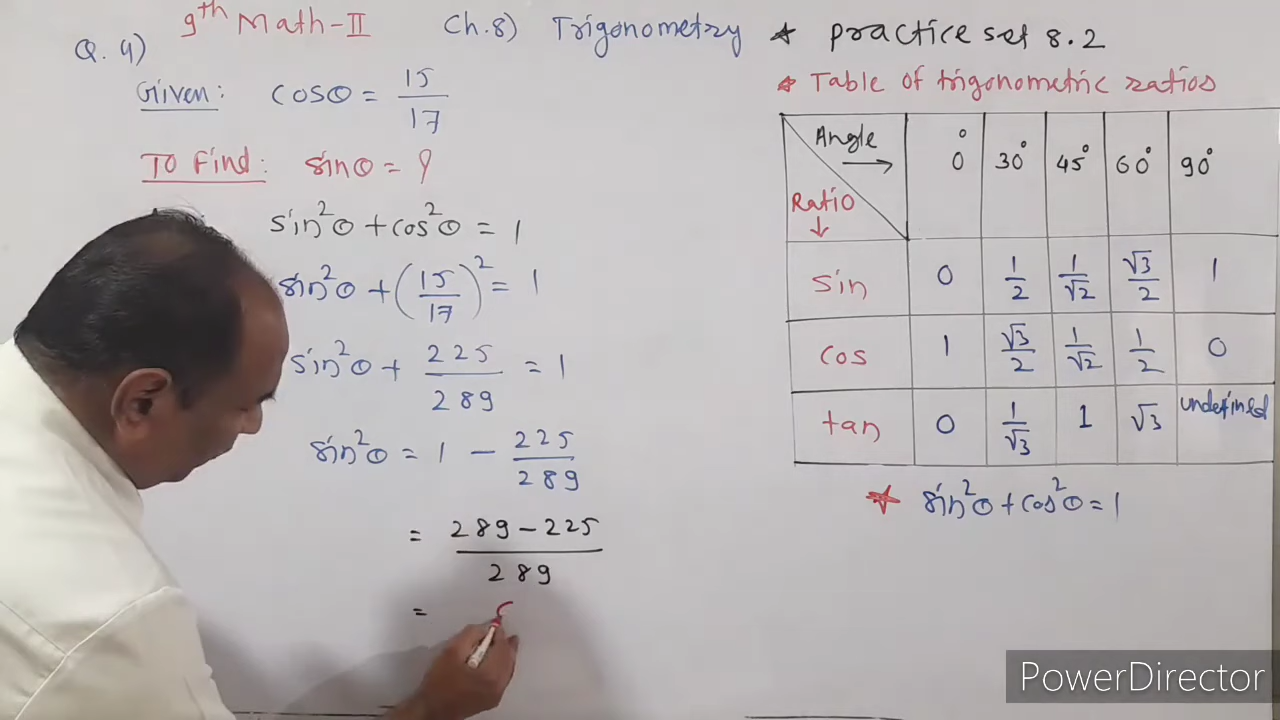 9th Math-II Ch.8) Trigonometry * practice set 8.2
Q. 4)
Given: cosθ = 15/17
To Find: sinθ = ?
sin²θ + cos²θ = 1
sin²θ + (15/17)² = 1
sin²θ + 225/289 = 1
sin²θ = 1 - 225/289
= 289 - 225/289
=
* Table of trigonometric ratios
Angle → 0° 30° 45° 60° 90°
Ratio ↓
sin 0 1/2 1/√2 √3/2 1
cos 1 √3/2 1/√2 1/2 0
tan 0 1/√3 1 √3 undefined
* sin²θ + cos²θ = 1
PowerDirector